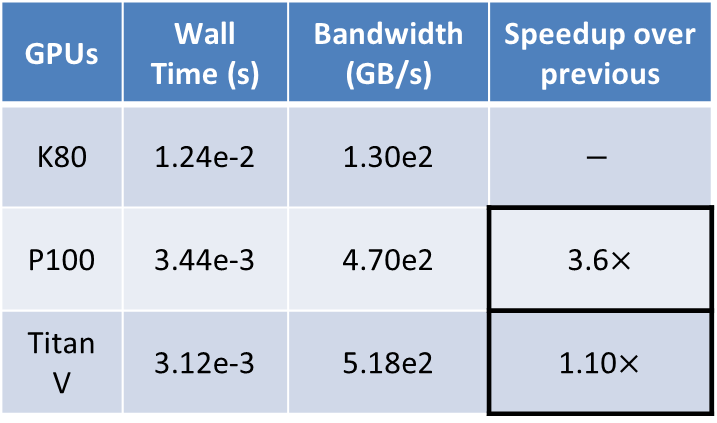 GPUs
Wall
Time (s)
Bandwidth
(GB/s)
Speedup over
previous
K80
1.24e-2
1.30e2
–
P100
3.44e-3
4.70e2
3.6×
Titan
V
3.12e-3
5.18e2
1.10×